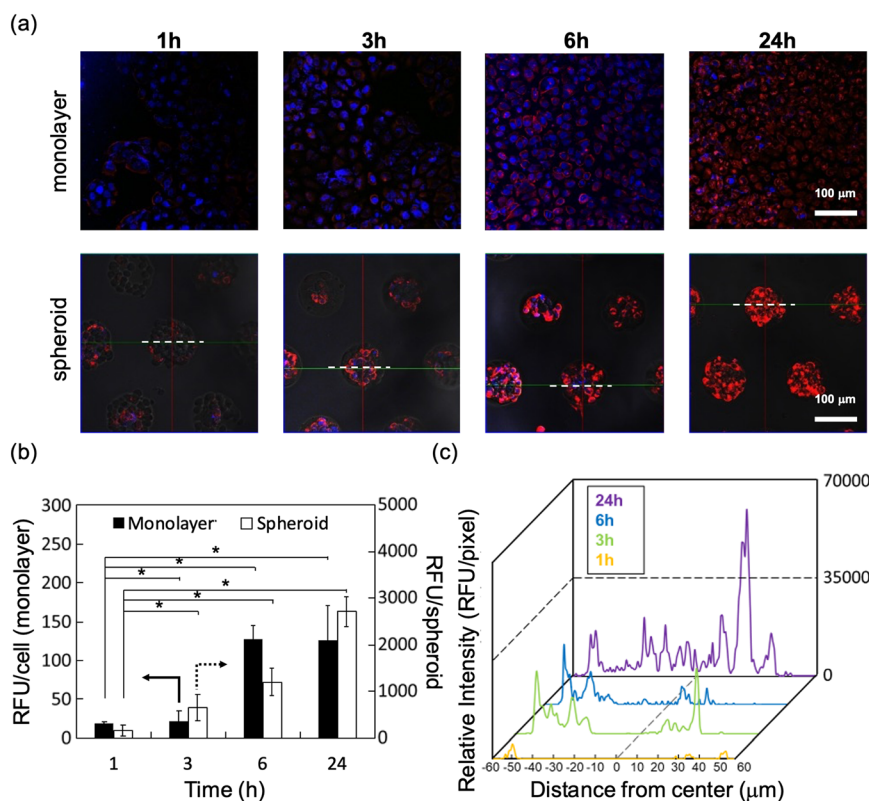 (a)
1h 3h 6h 24h
monolayer
100 μm
spheroid
100 μm
(b)
300 5000
250 4000
200 3000
150 2000
100 1000
50 0
0
Monolayer Spheroid
* * *
* * *
RFU/cell (monolayer)
RFU/spheroid
1 3 6 24
Time (h)
(c)
70000
35000
0
24h
6h
3h
1h
Relative Intensity (RFU/pixel)
-60 -50 -40 -30 -20 -10 0 10 20 30 40 50 60
Distance from center (μm)